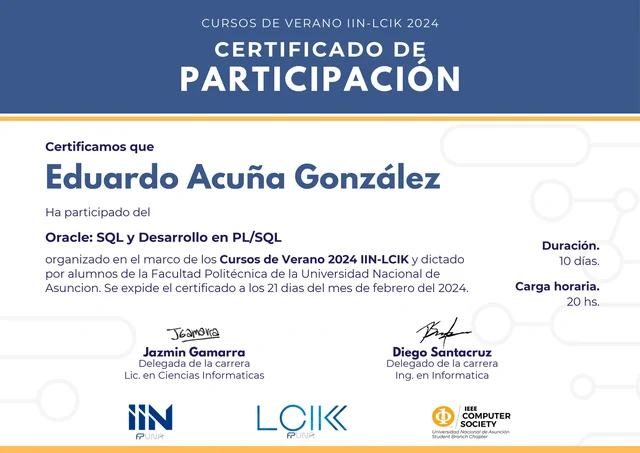 CURSOS DE VERANO IIN-LCIK 2024
CERTIFICADO DE
PARTICIPACIÓN
Certificamos que
Eduardo Acuña González
Ha participado del
Oracle: SQL y Desarrollo en PL/SQL
organizado en el marco de los Cursos de Verano 2024 IIN-LCIK y dictado
por alumnos de la Facultad Politécnica de la Universidad Nacional de
Asuncion. Se expide el certificado a los 21 dias del mes de febrero del 2024.
Duración.
10 días.
Carga horaria.
20 hs.
JGamarra
Jazmin Gamarra
Delegada de la carrera
Lic. en Ciencias Informaticas
Diego Santacruz
Delegado de la carrera
Ing. en Informatica
IIN
FPUNA
LCIK
FPUNA
IEEE
COMPUTER
SOCIETY
Universidad Nacional de Asunción
Student Branch Chapter